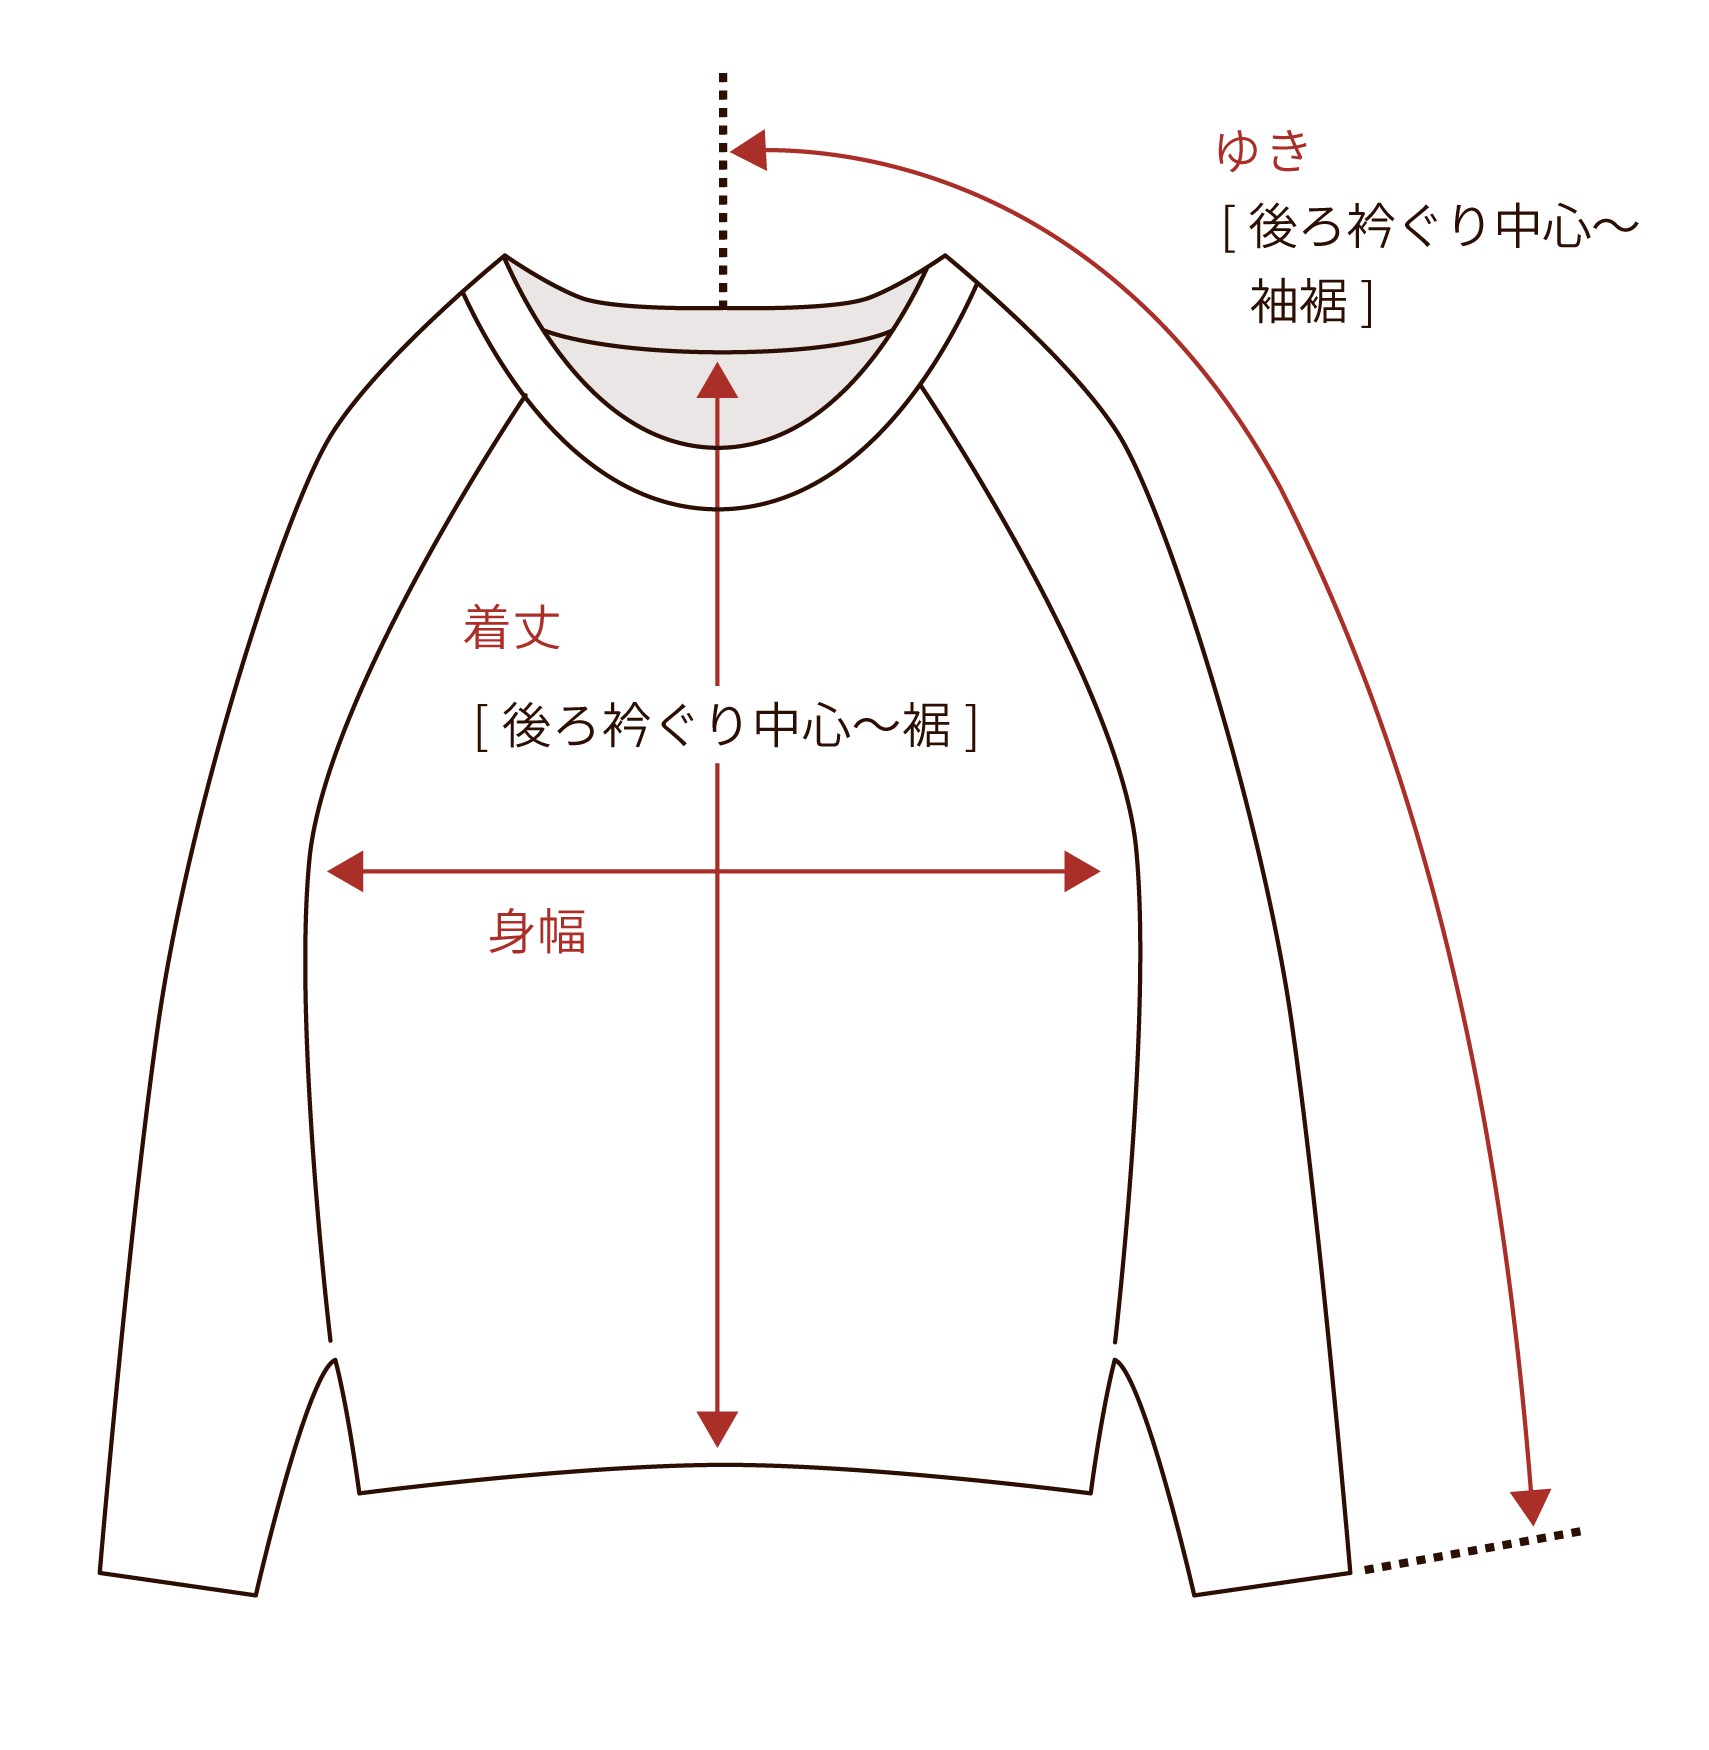 ゆき
[ 後ろ衿ぐり中心〜
袖裾 ]
着丈
[ 後ろ衿ぐり中心〜裾 ]
身幅